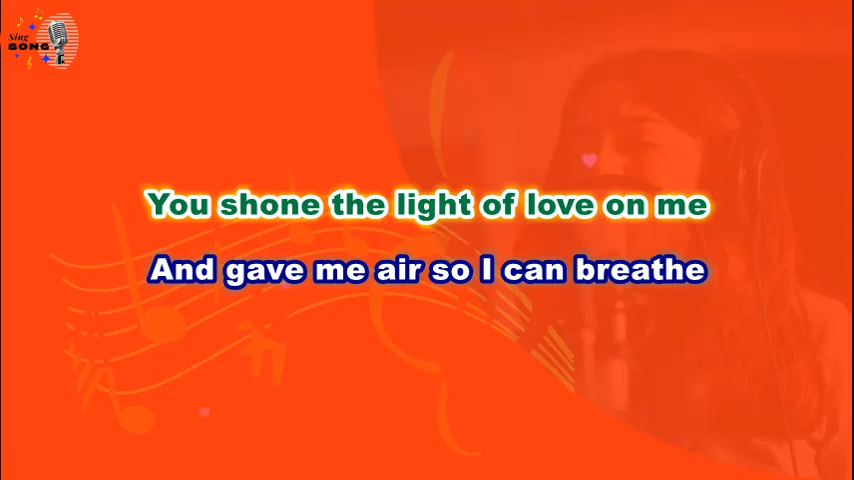 Sing
SONG
You shone the light of love on me
And gave me air so I can breathe